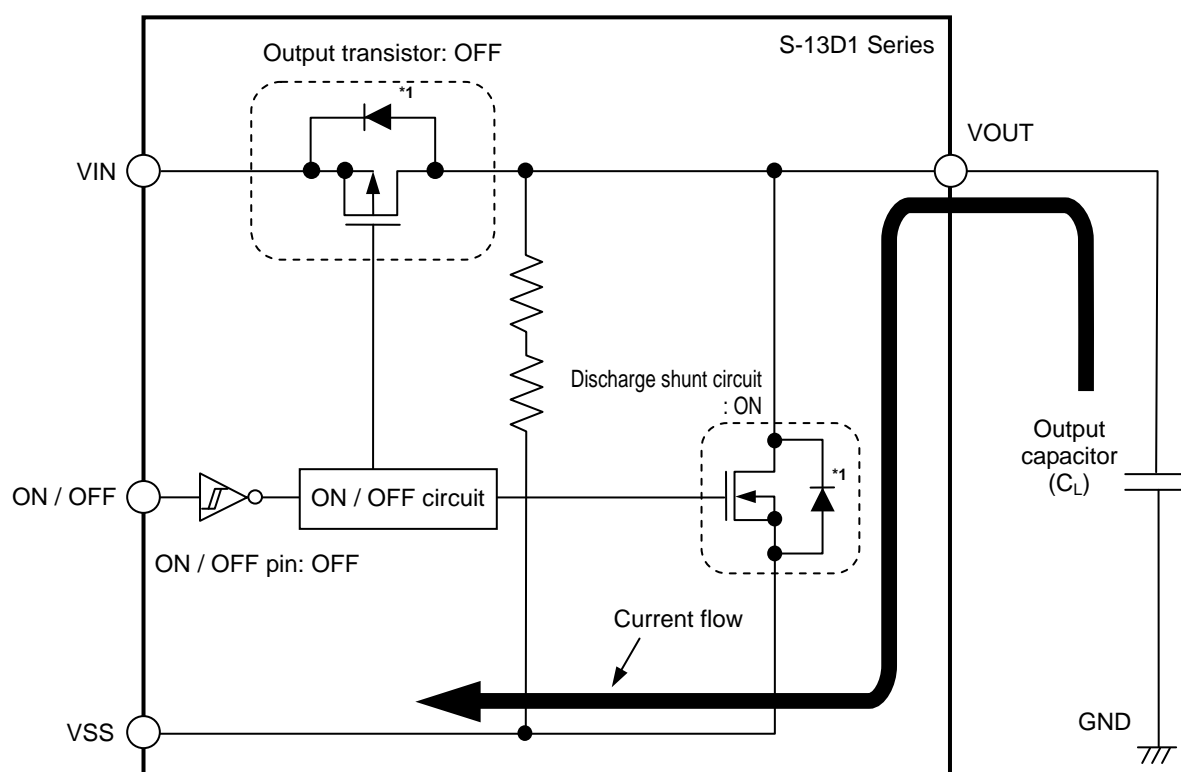 S-13D1 Series
Output transistor: OFF
*1
VOUT
VIN
Discharge shunt circuit
: ON
*1
Output
capacitor
(CL)
ON / OFF
ON / OFF circuit
ON / OFF pin: OFF
Current flow
GND
VSS